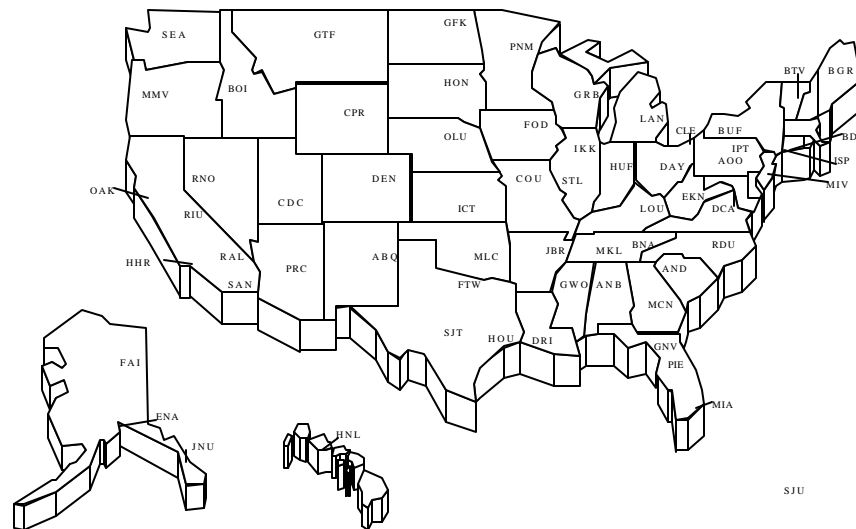 GFK
SEA
GTF
PNM
BTV
BGR
HON
BOI
MMV
GRB
CPR
LAN
FOD
CLE
BUF
OLU
BD
IKK
IPT
AOO
ISP
HUF
DAY
RNO
DEN
COU
STL
MIV
OAK
EKN
CDC
ICT
LOU
DCA
RIU
JBR
MKL
BNA
RDU
HHR
RAL
ABQ
MLC
PRC
AND
SAN
FTW
GWO
ANB
MCN
SJT
HOU
DRI
GNV
FAI
PIE
MIA
ENA
HNL
JNU
SJU